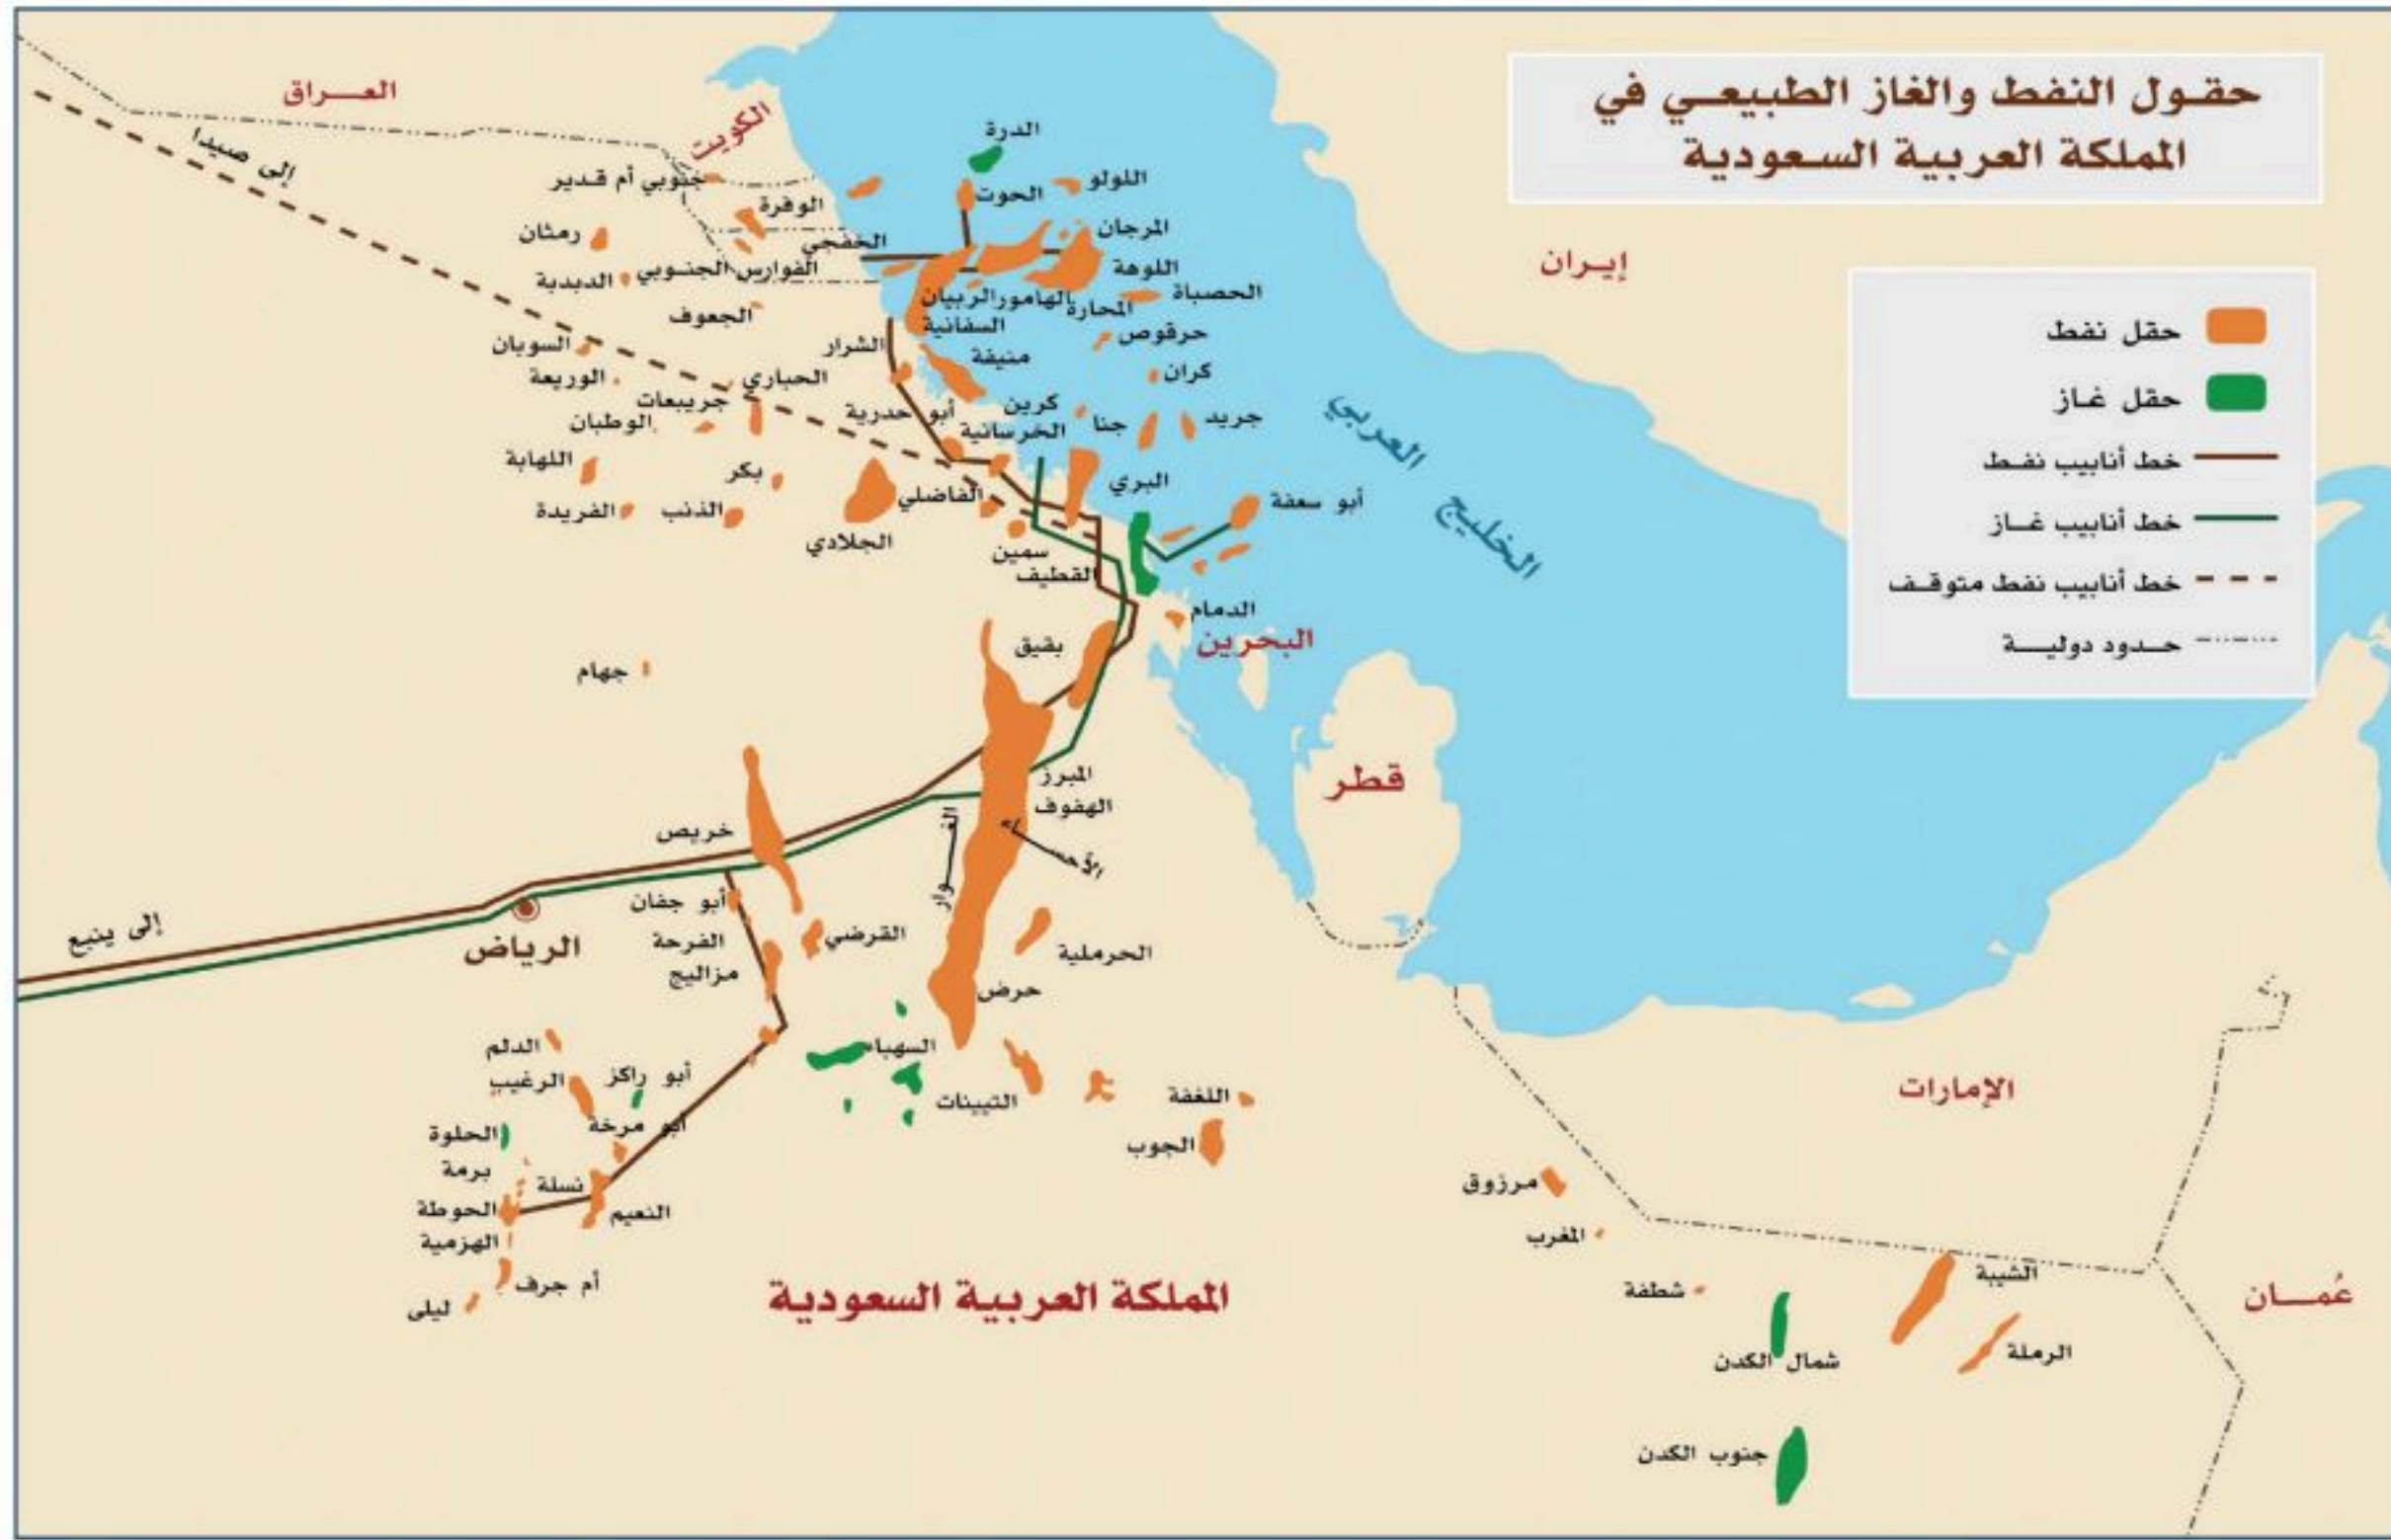 حقول النفط والغاز الطبيعي في
المملكة العربية السعودية
حقل نفط
حقل غاز
خط أنابيب نفط
خط أنابيب غاز
خط أنابيب نفط متوقف
حدود دولية
العراق
الكويت
إيران
إلى صيدا
الدرة
جنوبي أم قدير
الحوت
اللولو
الوفرة
رمثان
المرجان
الخفجي
الدبدبة
الفوارس الجنوبي
اللوهة
الحصباة
الجعوف
الربيان
الهامور
المحارة
السفانية
حرقوص
السوبان
الشرار
منيفة
الوريعة
الحباري
كران
جريبعات
أبو حدرية
كرين
جنا
جريد
الوطبان
الخرسانية
اللهابة
بكر
الفاضلي
البري
أبو سعفة
الفريدة
الذنب
الجلادي
سمين
القطيف
الخليج العربي
الدمام
البحرين
بقيق
جهام
المبرز
الهفوف
قطر
خريص
الغوار
الأحساء
أبو جفان
إلى ينبع
الرياض
الفرحة
القرضي
مزاليج
الحرملية
حرض
الدلم
السهباء
الرغيب
أبو راكز
التيينات
اللغفة
الإمارات
الحلوة
أبو مرخة
الجوب
برمة
نسلة
مرزوق
الحوطة
النعيم
المغرب
الهزمية
أم جرف
ليلى
المملكة العربية السعودية
شطفة
الشيبة
عُمان
شمال الكدن
الرملة
جنوب الكدن